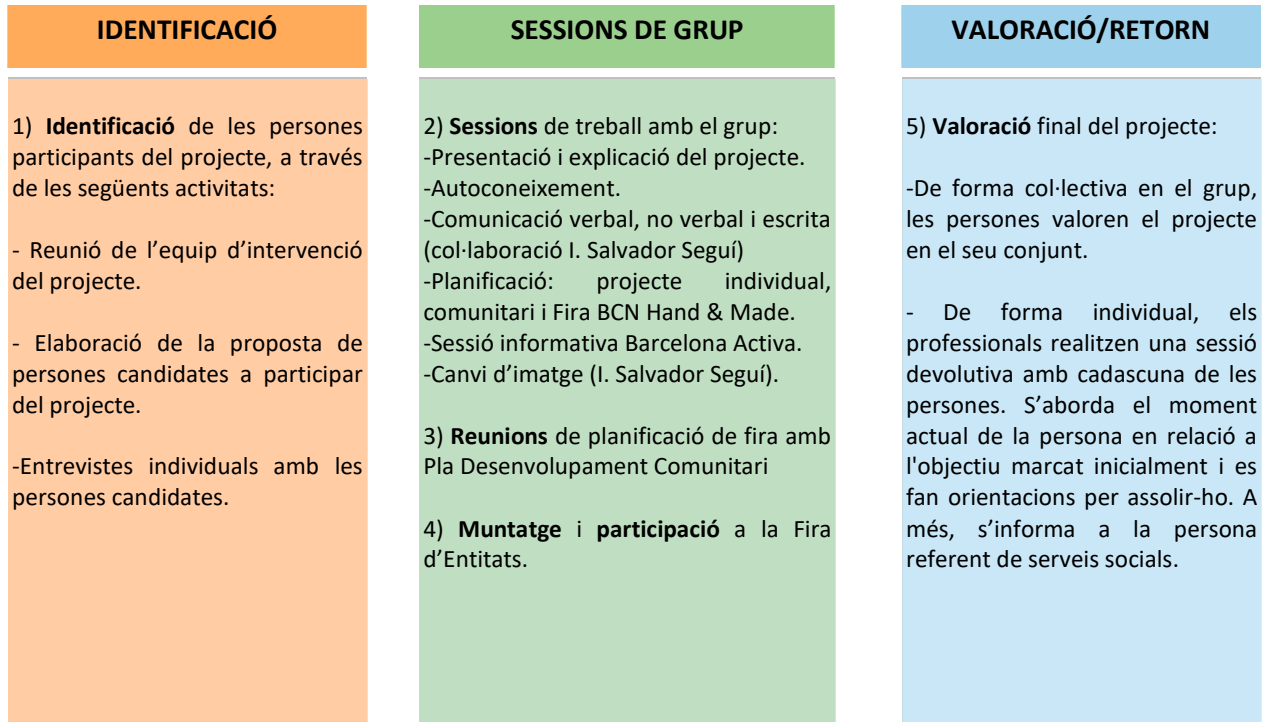 IDENTIFICACIÓ
1) Identificació de les persones
participants del projecte, a través
de les següents activitats:
- Reunió de l’equip d’intervenció
del projecte.
- Elaboració de la proposta de
persones candidates a participar
del projecte.
-Entrevistes individuals amb les
persones candidates.
SESSIONS DE GRUP
2) Sessions de treball amb el grup:
-Presentació i explicació del projecte.
-Autoconeixement.
-Comunicació verbal, no verbal i escrita
(col·laboració I. Salvador Seguí)
-Planificació: projecte individual,
comunitari i Fira BCN Hand & Made.
-Sessió informativa Barcelona Activa.
-Canvi d’imatge (I. Salvador Seguí).
3) Reunions de planificació de fira amb
Pla Desenvolupament Comunitari
4) Muntatge i participació a la Fira
d’Entitats.
VALORACIÓ/RETORN
5) Valoració final del projecte:
-De forma col·lectiva en el grup,
les persones valoren el projecte
en el seu conjunt.
- De forma individual, els
professionals realitzen una sessió
devolutiva amb cadascuna de les
persones. S’aborda el moment
actual de la persona en relació a
l'objectiu marcat inicialment i es
fan orientacions per assolir-ho. A
més, s’informa a la persona
referent de serveis socials.